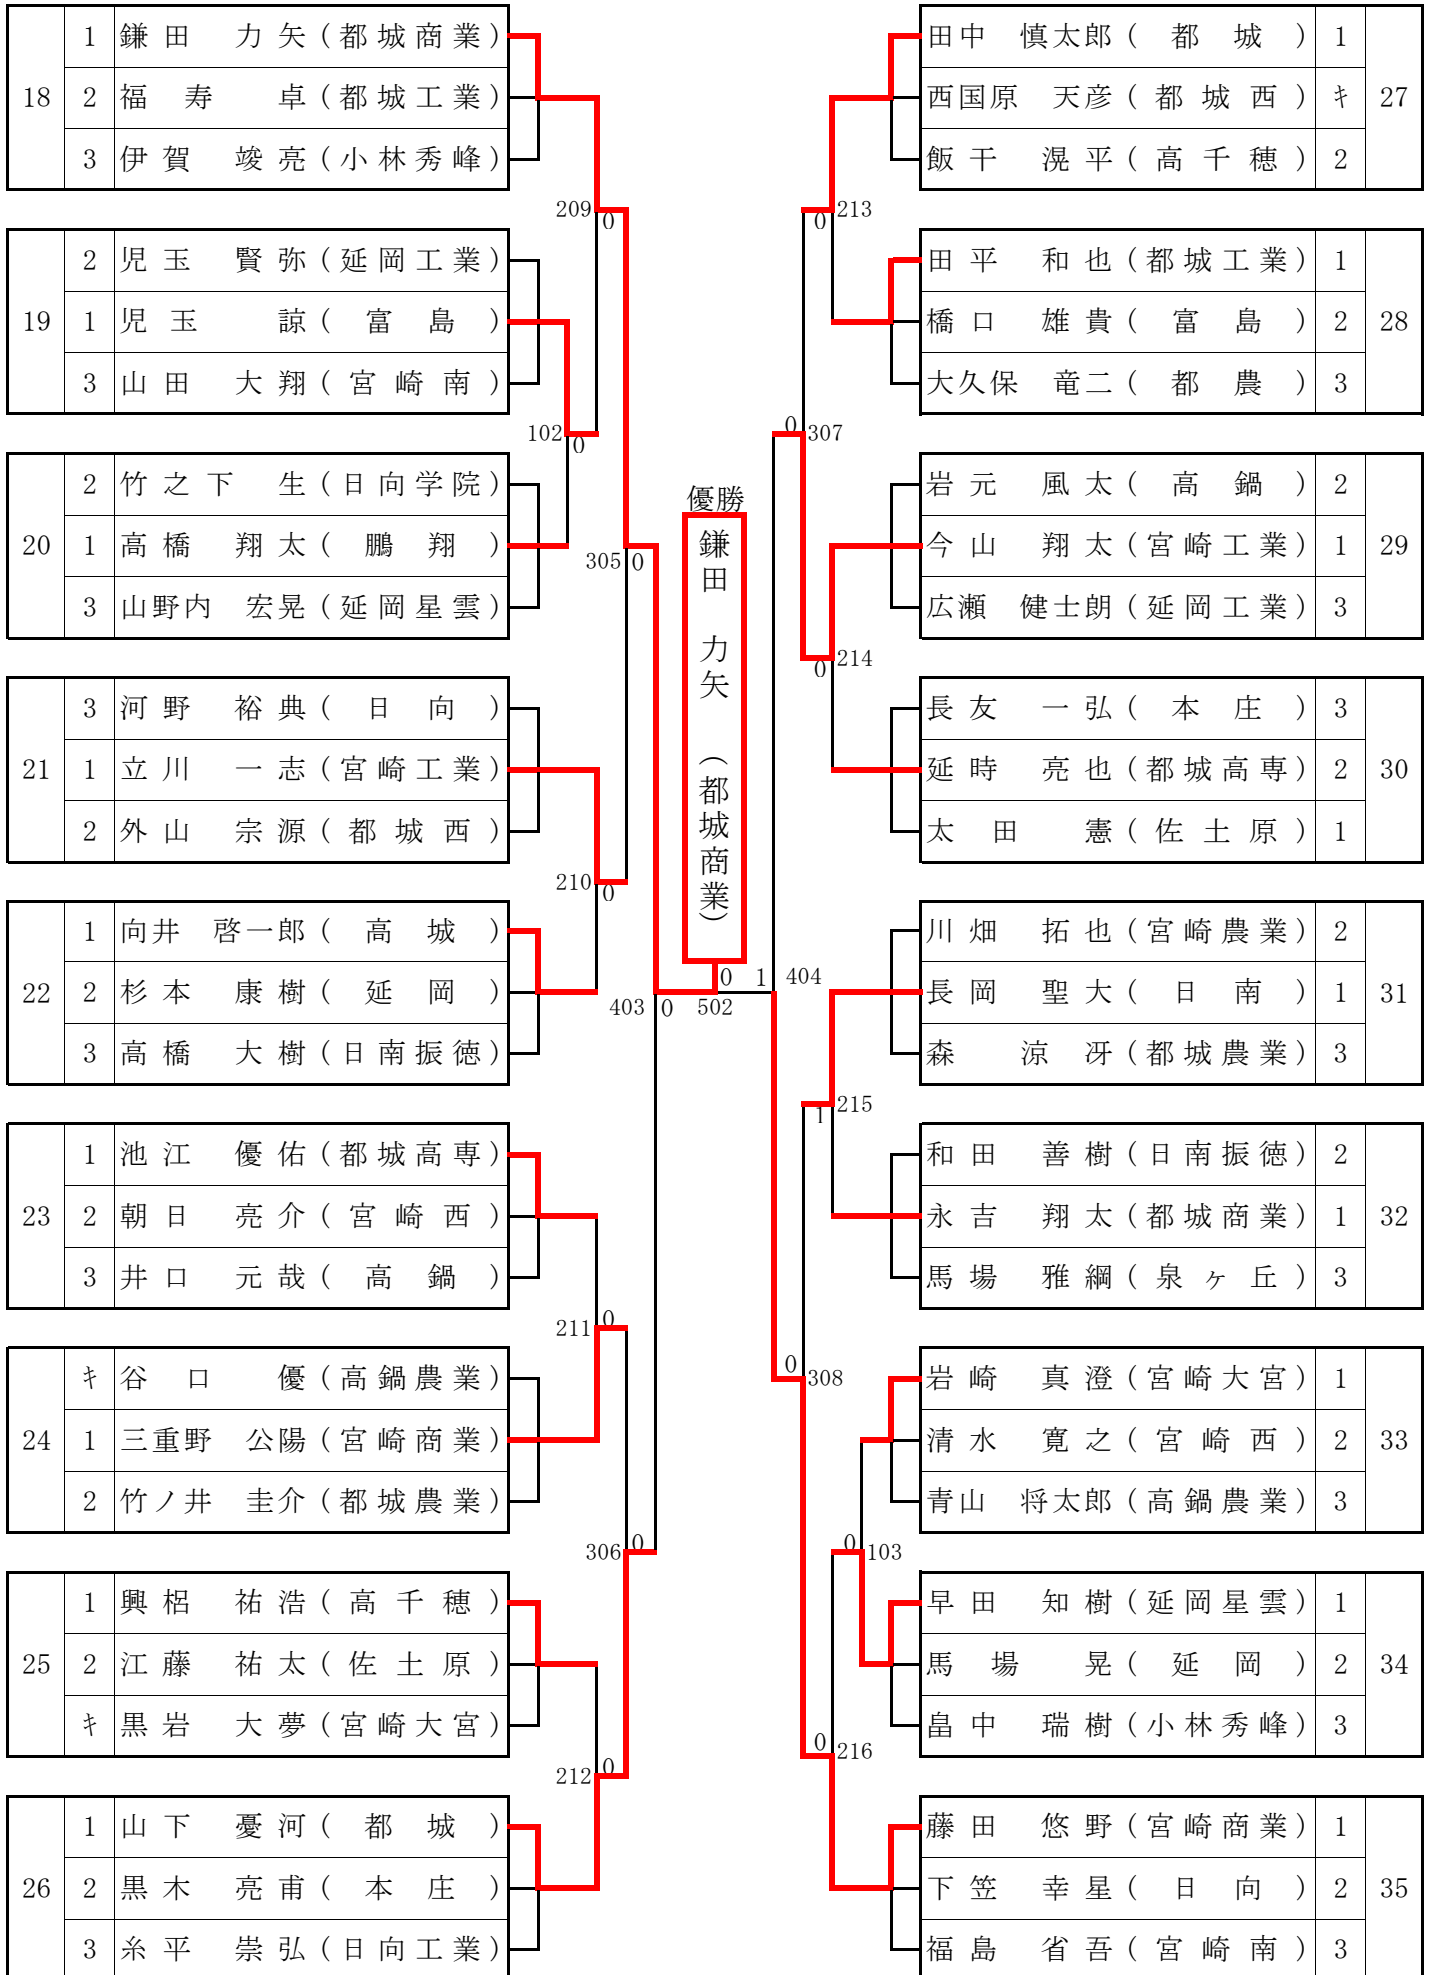 18
1 鎌田 力矢(都城商業)
2 福寿 卓(都城工業)
3 伊賀 竣亮(小林秀峰)
19
2 児玉 賢弥(延岡工業)
1 児玉 諒(富島)
3 山田 大翔(宮崎南)
20
2 竹之下 生(日向学院)
1 高橋 翔太(鵬翔)
3 山野内 宏晃(延岡星雲)
21
3 河野 裕典(日向)
1 立川 一志(宮崎工業)
2 外山 宗源(都城西)
22
1 向井 啓一郎(高城)
2 杉本 康樹(延岡)
3 高橋 大樹(日南振徳)
23
1 池江 優佑(都城高専)
2 朝日 亮介(宮崎西)
3 井口 元哉(高鍋)
24
キ 谷口 優(高鍋農業)
1 三重野 公陽(宮崎商業)
2 竹ノ井 圭介(都城農業)
25
1 興梠 祐浩(高千穂)
2 江藤 祐太(佐土原)
キ 黒岩 大夢(宮崎大宮)
26
1 山下 憂河(都城)
2 黒木 亮甫(本庄)
3 糸平 崇弘(日向工業)
209 0
102 0
305 0
210 0
403 0
211 0
306 0
212 0
優勝
鎌田 力矢 (都城商業)
0 1
502
404
0 213
0 307
0 214
1 215
0 308
0 103
0 216
田中 慎太郎(都城) 1
西国原 天彦(都城西) キ
飯干 滉平(高千穂) 2
27
田平 和也(都城工業) 1
橋口 雄貴(富島) 2
大久保 竜二(都農) 3
28
岩元 風太(高鍋) 2
今山 翔太(宮崎工業) 1
広瀬 健士朗(延岡工業) 3
29
長友 一弘(本庄) 3
延時 亮也(都城高専) 2
太田 憲(佐土原) 1
30
川畑 拓也(宮崎農業) 2
長岡 聖大(日南) 1
森 涼冴(都城農業) 3
31
和田 善樹(日南振徳) 2
永吉 翔太(都城商業) 1
馬場 雅綱(泉ヶ丘) 3
32
岩崎 真澄(宮崎大宮) 1
清水 寛之(宮崎西) 2
青山 将太郎(高鍋農業) 3
33
早田 知樹(延岡星雲) 1
馬場 晃(延岡) 2
畠中 瑞樹(小林秀峰) 3
34
藤田 悠野(宮崎商業) 1
下笠 幸星(日向) 2
福島 省吾(宮崎南) 3
35